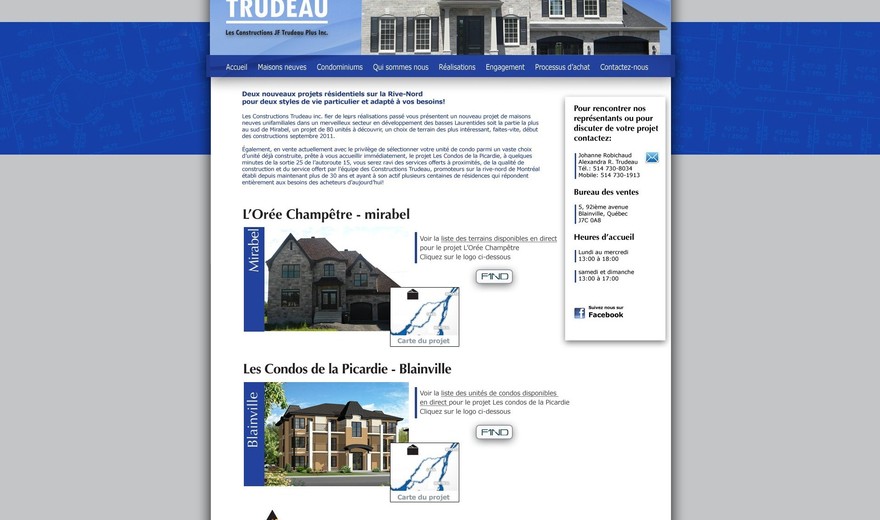 TRUDEAU
Les Constructions JF Trudeau Plus Inc.
Accueil Maisons neuves Condominiums Qui sommes nous Réalisations Engagement Processus d'achat Contactez-nous
Deux nouveaux projets résidentiels sur la Rive-Nord
pour deux styles de vie particulier et adapté à vos besoins!
Les Constructions Trudeau inc. fier de leurs réalisations passé vous présentent un nouveau projet de maisons
neuves unifamiliales dans un merveilleux secteur en développement des basses Laurentides soit la partie la plus
au sud de Mirabel, un projet de 80 unités à découvrir, un choix de terrain des plus intéressant, faites-vite, début
des constructions septembre 2011.
Également, en vente actuellement avec le privilège de sélectionner votre unité de condo parmi un vaste choix
d'unité déjà construite, prête à vous accueillir immédiatement, le projet Les Condos de la Picardie, à quelques
minutes de la sortie 25 de l'autoroute 15, vous serez ravi des services offerts à proximités, de la qualité de
construction et du service offert par l'équipe des Constructions Trudeau, promoteurs sur la rive-nord de Montréal
établi depuis maintenant plus de 30 ans et ayant à son actif plusieurs centaines de résidences qui répondent
entièrement aux besoins des acheteurs d'aujourd'hui!
L'Orée Champêtre - mirabel
Mirabel
Voir la liste des terrains disponibles en direct
pour le projet L'Orée Champêtre
Cliquez sur le logo ci-dessous
FIND
Carte du projet
Les Condos de la Picardie - Blainville
Blainville
Voir la liste des unités de condos disponibles
en direct pour le projet Les condos de la Picardie
Cliquez sur le logo ci-dessous
FIND
Carte du projet
Pour rencontrer nos
représentants ou pour
discuter de votre projet
contactez:
Johanne Robichaud
Alexandra R. Trudeau
Tél.: 514 730-8034
Mobile: 514 730-1913
Bureau des ventes
5, 92ième avenue
Blainville, Québec
J7C 0A8
Heures d'accueil
Lundi au mercredi
13:00 à 18:00
samedi et dimanche
13:00 à 17:00
Suivez nous sur
Facebook